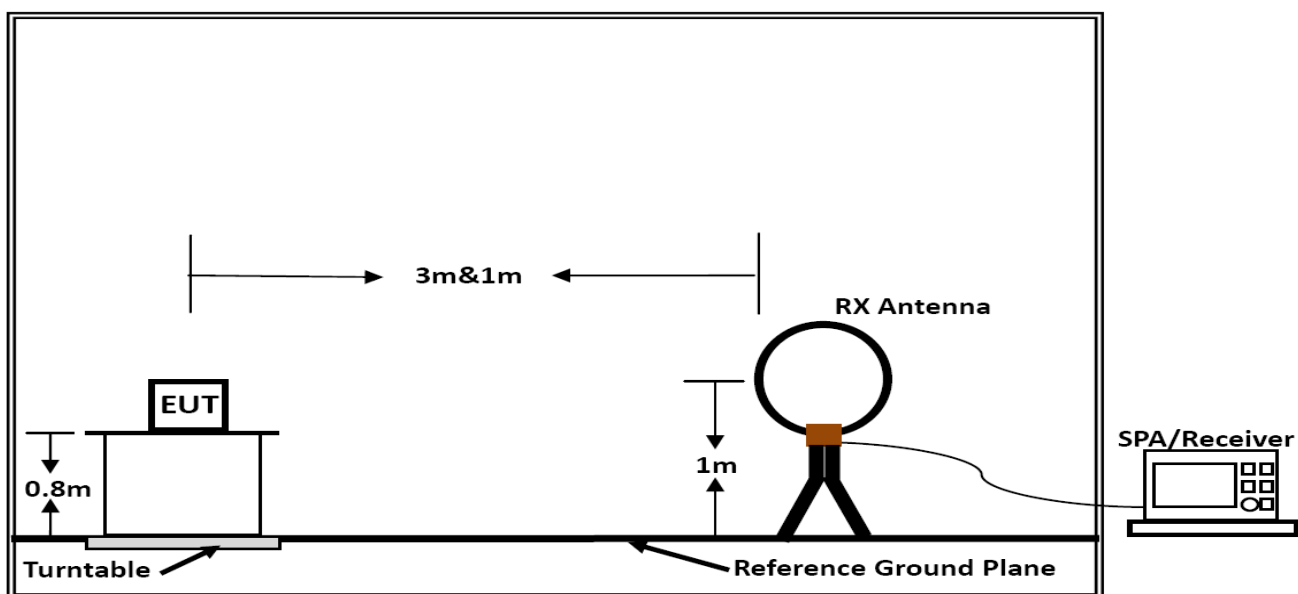 3m&1m
RX Antenna
EUT
SPA/Receiver
1m
0.8m
Turntable
Reference Ground Plane